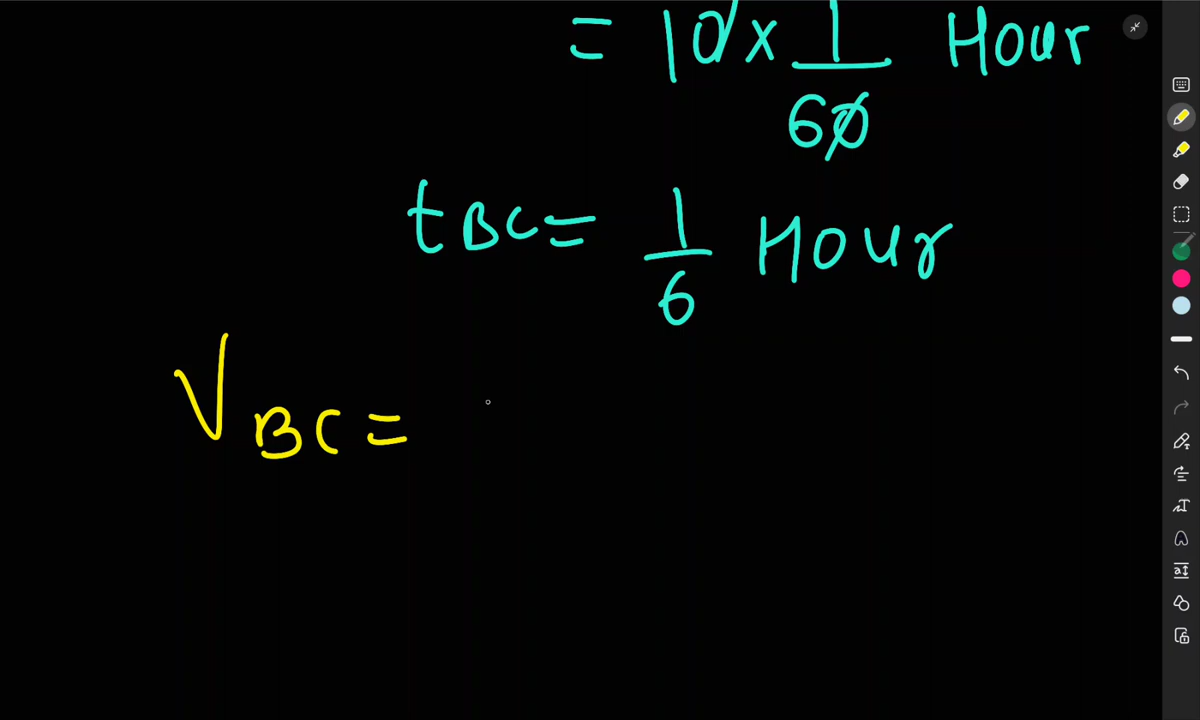 = 10 × 1/60 Hour
tBC = 1/6 Hour
VBC =